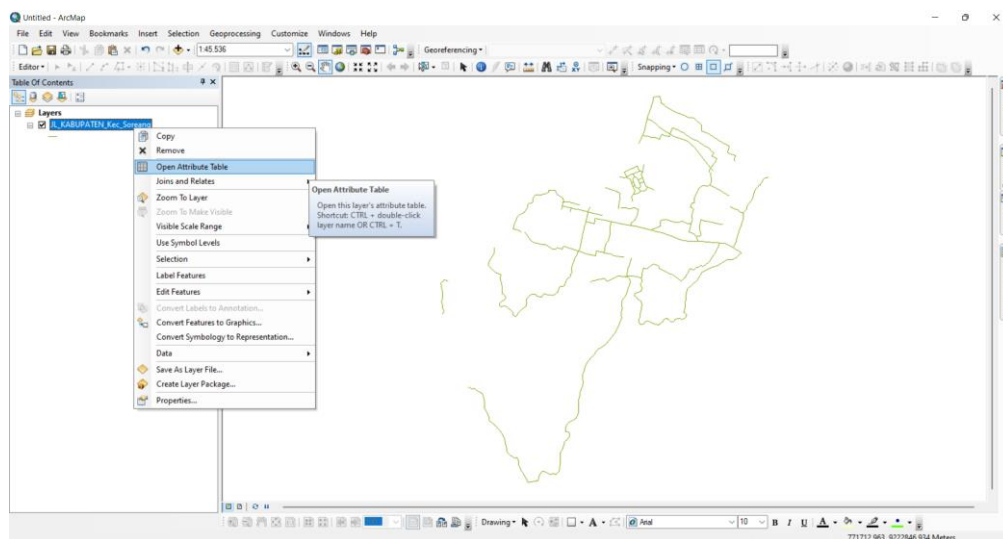 Untitled - ArcMap
File Edit View Bookmarks Insert Selection Geoprocessing Customize Windows Help
1:45.536 Georeferencing
Editor Snapping
Table Of Contents
Layers
JL_KABUPATEN_Kec_Soreang
Copy
Remove
Open Attribute Table
Joins and Relates
Zoom To Layer
Zoom To Make Visible
Visible Scale Range
Use Symbol Levels
Selection
Label Features
Edit Features
Convert Labels to Annotation...
Convert Features to Graphics...
Convert Symbology to Representation...
Data
Save As Layer File...
Create Layer Package...
Properties...
Open Attribute Table
Open this layer's attribute table.
Shortcut: CTRL + double-click
layer name OR CTRL + T.
Drawing A Arial 10 B I U A
771712,963 9222846,934 Meters